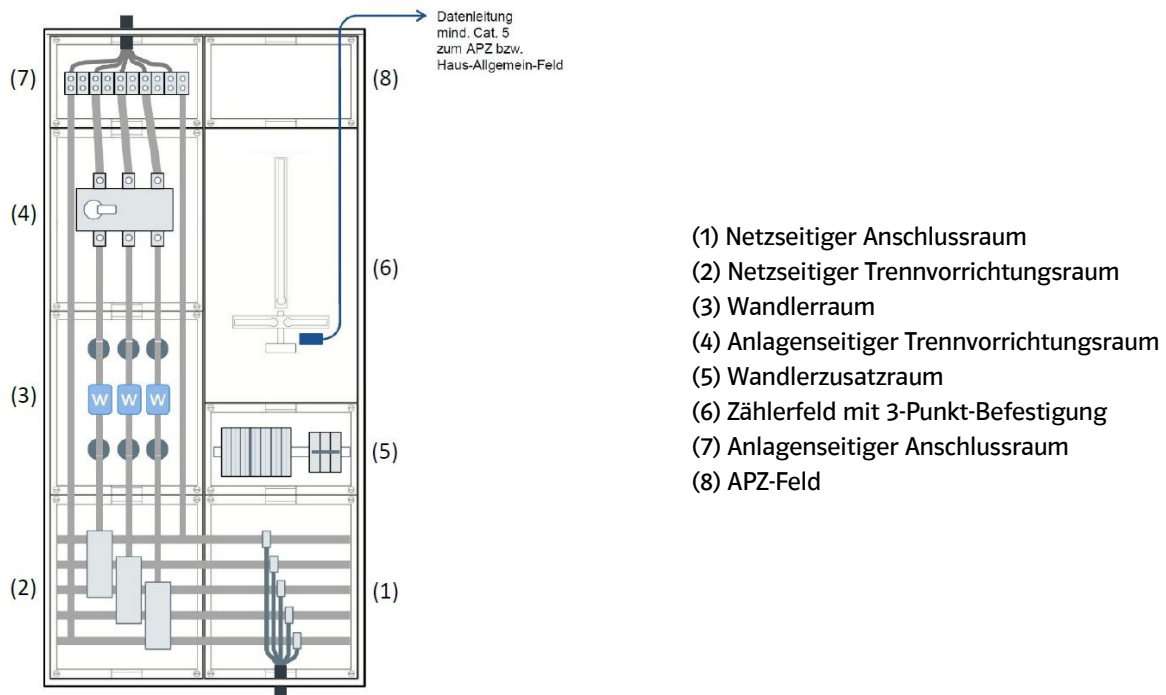 Datenleitung
mind. Cat. 5
zum APZ bzw.
Haus-Allgemein-Feld
(7)
(8)
(4)
(6)
(3)
W W W
(5)
(2)
(1)
(1) Netzseitiger Anschlussraum
(2) Netzseitiger Trennvorrichtungsraum
(3) Wandlerraum
(4) Anlagenseitiger Trennvorrichtungsraum
(5) Wandlerzusatzraum
(6) Zählerfeld mit 3-Punkt-Befestigung
(7) Anlagenseitiger Anschlussraum
(8) APZ-Feld